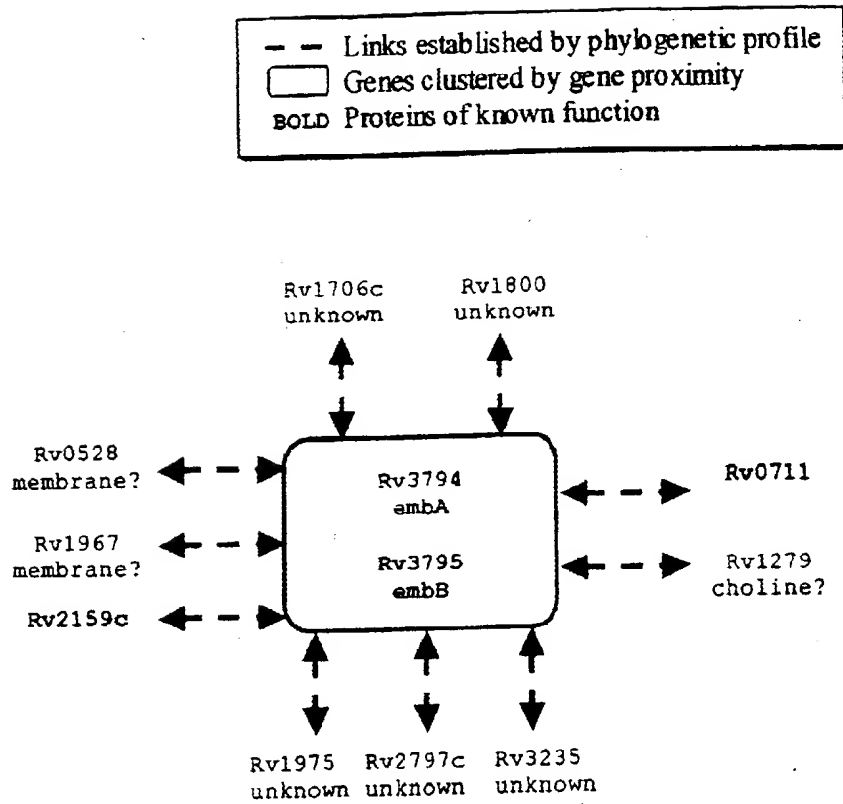 Links established by phylogenetic profile
Genes clustered by gene proximity
BOLD Proteins of known function
Rv1706c
unknown
Rv1800
unknown
Rv0528
membrane?
Rv1967
membrane?
Rv2159c
Rv3794
embA
Rv3795
embB
Rv0711
Rv1279
choline?
Rv1975
unknown
Rv2797c
unknown
Rv3235
unknown